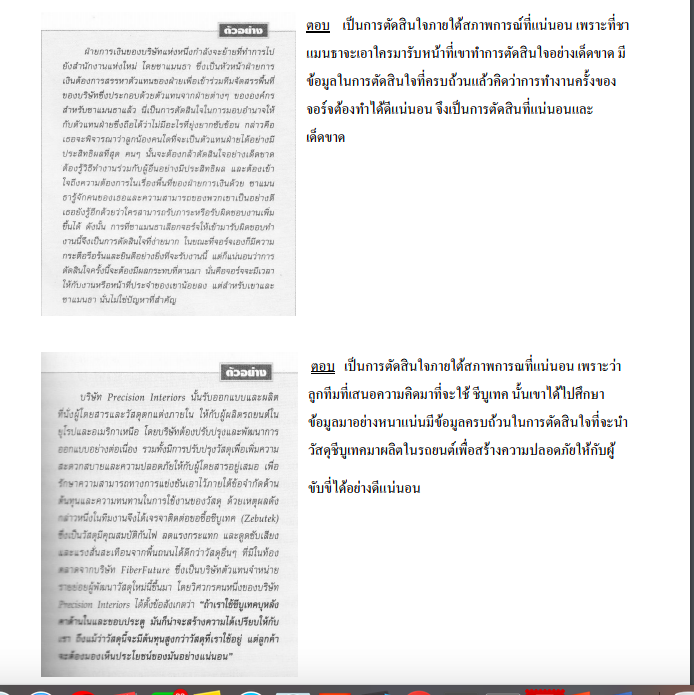 ตัวอย่าง
ฝ่ายการเงินของบริษัทแห่งหนึ่งกำลังจะย้ายที่ทำการไป
ยังสำนักงานแห่งใหม่ โดยซาแมนธา ซึ่งเป็นหัวหน้าฝ่ายการ
เงินต้องการสรรหาตัวแทนของฝ่ายเพื่อเข้าร่วมทีมจัดสรรพื้นที่
ของบริษัทซึ่งประกอบด้วยตัวแทนจากฝ่ายต่างๆ ขององค์กร
สำหรับซาแมนธาแล้ว นี่เป็นการตัดสินใจในการมอบอำนาจให้
กับตัวแทนฝ่ายซึ่งถือได้ว่าไม่มีอะไรที่ยุ่งยากซับซ้อน กล่าวคือ
เธอจะพิจารณาว่าลูกน้องคนใดที่จะเป็นตัวแทนฝ่ายได้อย่างมี
ประสิทธิผลที่สุด คนๆ นั้นจะต้องกล้าตัดสินใจอย่างเด็ดขาด
ต้องรู้วิธีทำงานร่วมกับผู้อื่นอย่างมีประสิทธิผล และต้องเข้า
ใจถึงความต้องการในเรื่องพื้นที่ของฝ่ายการเงินด้วย ซาแมน
ธารู้จักคนของเธอและความสามารถของพวกเขาเป็นอย่างดี
เธอยังรู้อีกด้วยว่าใครสามารถรับภาระหรือรับผิดชอบงานเพิ่ม
ขึ้นได้ ดังนั้น การที่ซาแมนธาเลือกจอร์จให้เข้ามารับผิดชอบทำ
งานนี้จึงเป็นการตัดสินใจที่ง่ายมาก ในขณะที่จอร์จเองก็มีความ
กระตือรือร้นและยินดีอย่างยิ่งที่จะรับงานนี้ แต่ก็แน่นอนว่าการ
ตัดสินใจครั้งนี้จะต้องมีผลกระทบที่ตามมา นั่นคือจอร์จจะมีเวลา
ให้กับงานหรือหน้าที่ประจำของเขาน้อยลง แต่สำหรับเขาและ
ซาแมนธา นั่นไม่ใช่ปัญหาที่สำคัญ
ตอบ เป็นการตัดสินใจภายใต้สภาพการณ์ที่แน่นอน เพราะที่ซา
แมนธาจะเอาใครมารับหน้าที่เขาทำการตัดสินใจอย่างเด็ดขาด มี
ข้อมูลในการตัดสินใจที่ครบถ้วนแล้วคิดว่าการทำงานครั้งของ
จอร์จต้องทำได้ดีแน่นอน จึงเป็นการตัดสินที่แน่นอนและ
เด็ดขาด
ตัวอย่าง
บริษัท Precision Interiors นั้นรับออกแบบและผลิต
ที่นั่งผู้โดยสารและวัสดุตกแต่งภายใน ให้กับผู้ผลิตรถยนต์ใน
ยุโรปและอเมริกาเหนือ โดยบริษัทต้องปรับปรุงและพัฒนาการ
ออกแบบอย่างต่อเนื่อง รวมทั้งมีการปรับปรุงวัสดุเพื่อเพิ่มความ
สะดวกสบายและความปลอดภัยให้กับผู้โดยสารอยู่เสมอ เพื่อ
รักษาความสามารถทางการแข่งขันเอาไว้ภายใต้ข้อจำกัดด้าน
ต้นทุนและความทนทานในการใช้งานของวัสดุ ด้วยเหตุผลดัง
กล่าวหนึ่งในทีมงานจึงได้เจรจาติดต่อขอซื้อซีบูเทค (Zebutek)
ซึ่งเป็นวัสดุมีคุณสมบัติกันไฟ ลดแรงกระแทก และดูดซับเสียง
และแรงสั่นสะเทือนจากพื้นถนนได้ดีกว่าวัสดุอื่นๆ ที่มีในท้อง
ตลาดจากบริษัท FiberFuture ซึ่งเป็นบริษัทตัวแทนจำหน่าย
รายย่อยผู้พัฒนาวัสดุใหม่นี้ขึ้นมา โดยวิศวกรคนหนึ่งของบริษัท
Precision Interiors ได้ตั้งข้อสังเกตว่า “ถ้าเราใช้ซีบูเทคบุหลัง
คาด้านในและขอบประตู มันก็น่าจะสร้างความได้เปรียบให้กับ
เรา ถึงแม้ว่าวัสดุนี้จะมีต้นทุนสูงกว่าวัสดุที่เราใช้อยู่ แต่ลูกค้า
จะต้องมองเห็นประโยชน์ของมันอย่างแน่นอน”
ตอบ เป็นการตัดสินใจภายใต้สภาพการณที่แน่นอน เพราะว่า
ลูกทีมที่เสนอความคิดมาที่จะใช้ ซีบูเทค นั้นเขาได้ไปศึกษา
ข้อมูลมาอย่างหนาแน่นมีข้อมูลครบถ้วนในการตัดสินใจที่จะนำ
วัสดุซีบูเทคมาผลิตในรถยนต์เพื่อสร้างความปลอดภัยให้กับผู้
ขับขี่ได้อย่างดีแน่นอน